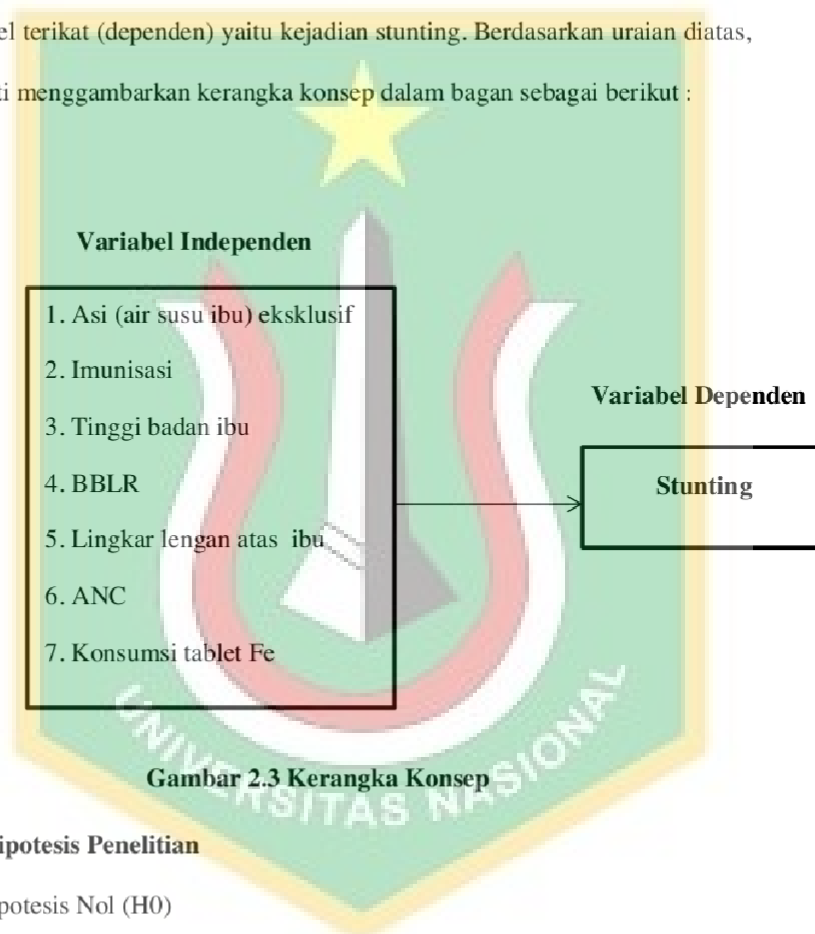 el terikat (dependen) yaitu kejadian stunting. Berdasarkan uraian diatas,
ti menggambarkan kerangka konsep dalam bagan sebagai berikut :
Variabel Independen
1. Asi (air susu ibu) eksklusif
2. Imunisasi
3. Tinggi badan ibu
4. BBLR
5. Lingkar lengan atas ibu
6. ANC
7. Konsumsi tablet Fe
Variabel Dependen
Stunting
UNIVERSITAS NASIONAL
Gambar 2.3 Kerangka Konsep
ipotesis Penelitian
potesis Nol (H0)